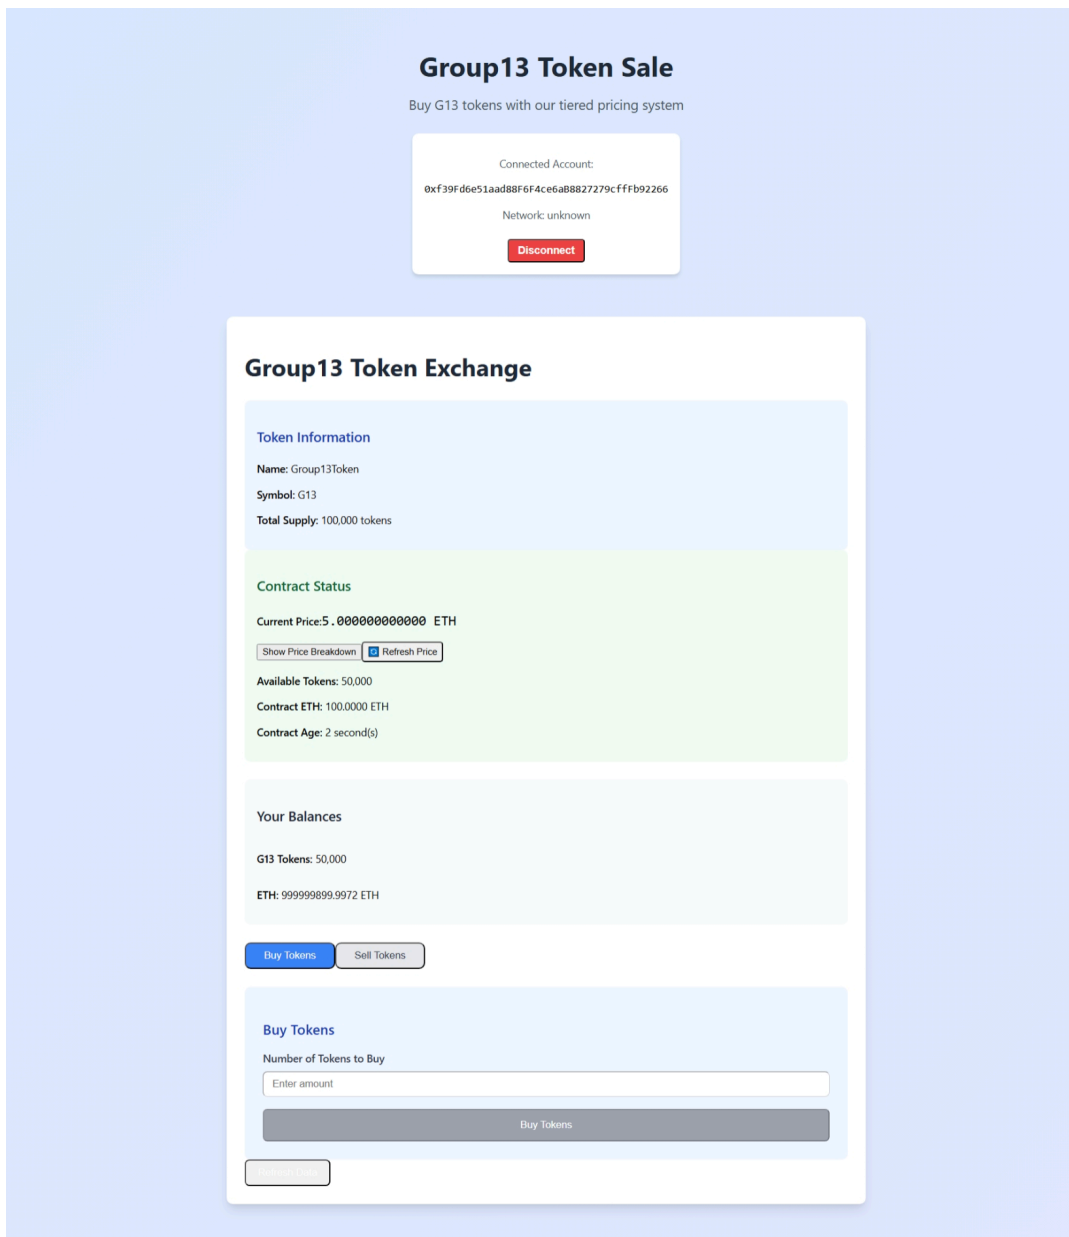 Group13 Token Sale
Buy G13 tokens with our tiered pricing system
Connected Account:
0xf39Fd6e51aad88F6F4ce6aB8827279cffFb92266
Network: unknown
Disconnect
Group13 Token Exchange
Token Information
Name: Group13Token
Symbol: G13
Total Supply: 100,000 tokens
Contract Status
Current Price:5.000000000000 ETH
Show Price Breakdown Refresh Price
Available Tokens: 50,000
Contract ETH: 100.0000 ETH
Contract Age: 2 second(s)
Your Balances
G13 Tokens: 50,000
ETH: 999999899.9972 ETH
Buy Tokens Sell Tokens
Buy Tokens
Number of Tokens to Buy
Enter amount
Buy Tokens
Refresh Data